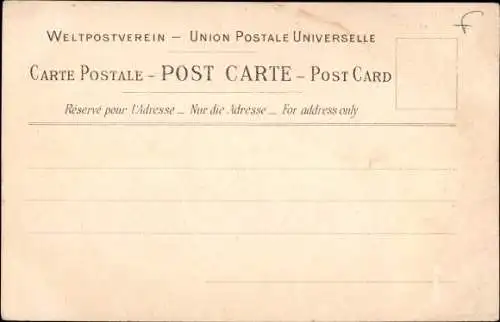 WELTPOSTVEREIN – UNION POSTALE UNIVERSELLE
CARTE POSTALE – POST CARTE – POST CARD
Réservé pour l'Adresse _ Nur die Adresse _ For address only